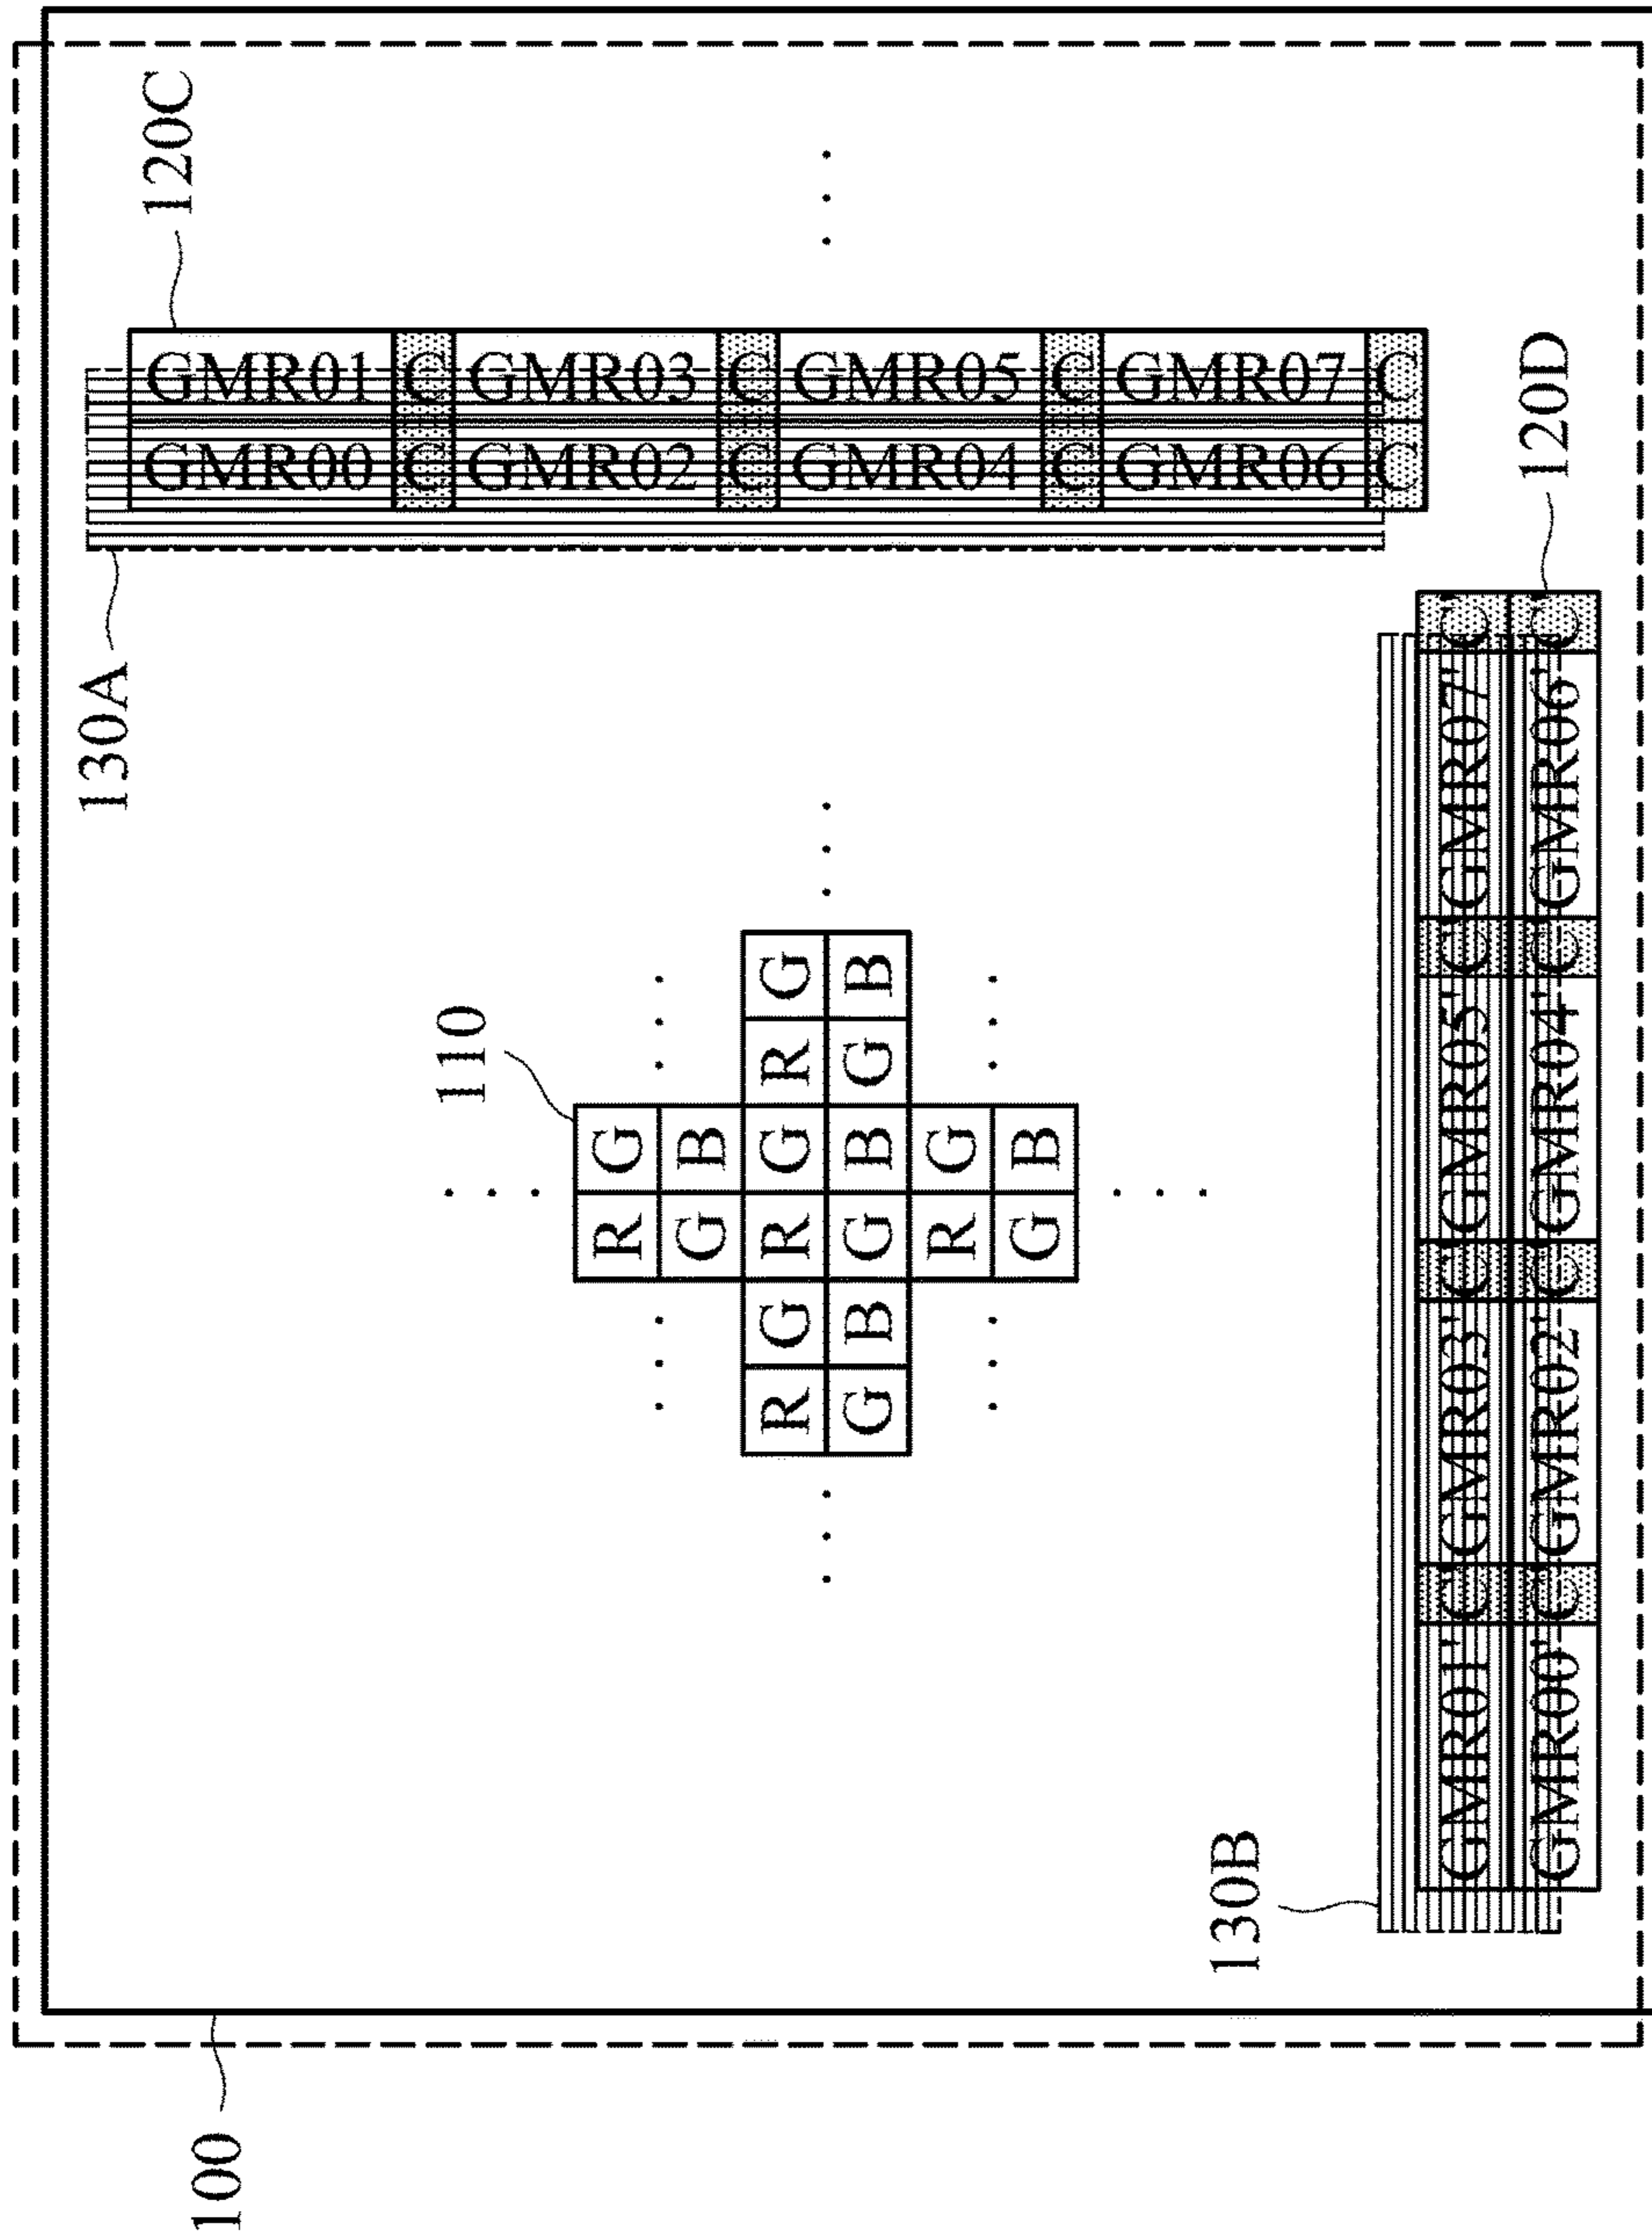 130A
120C
100
GMR01 C GMR03 C GMR05 C GMR07 C
GMR00 C GMR02 C GMR04 C GMR06 C
110
R G
G B
R G R G R G
G B G B G B
R G
G B
130B
GMR01' C' GMR03' C' GMR05' C' GMR07' C'
GMR00' C' GMR02' C' GMR04' C' GMR06' C'
120D